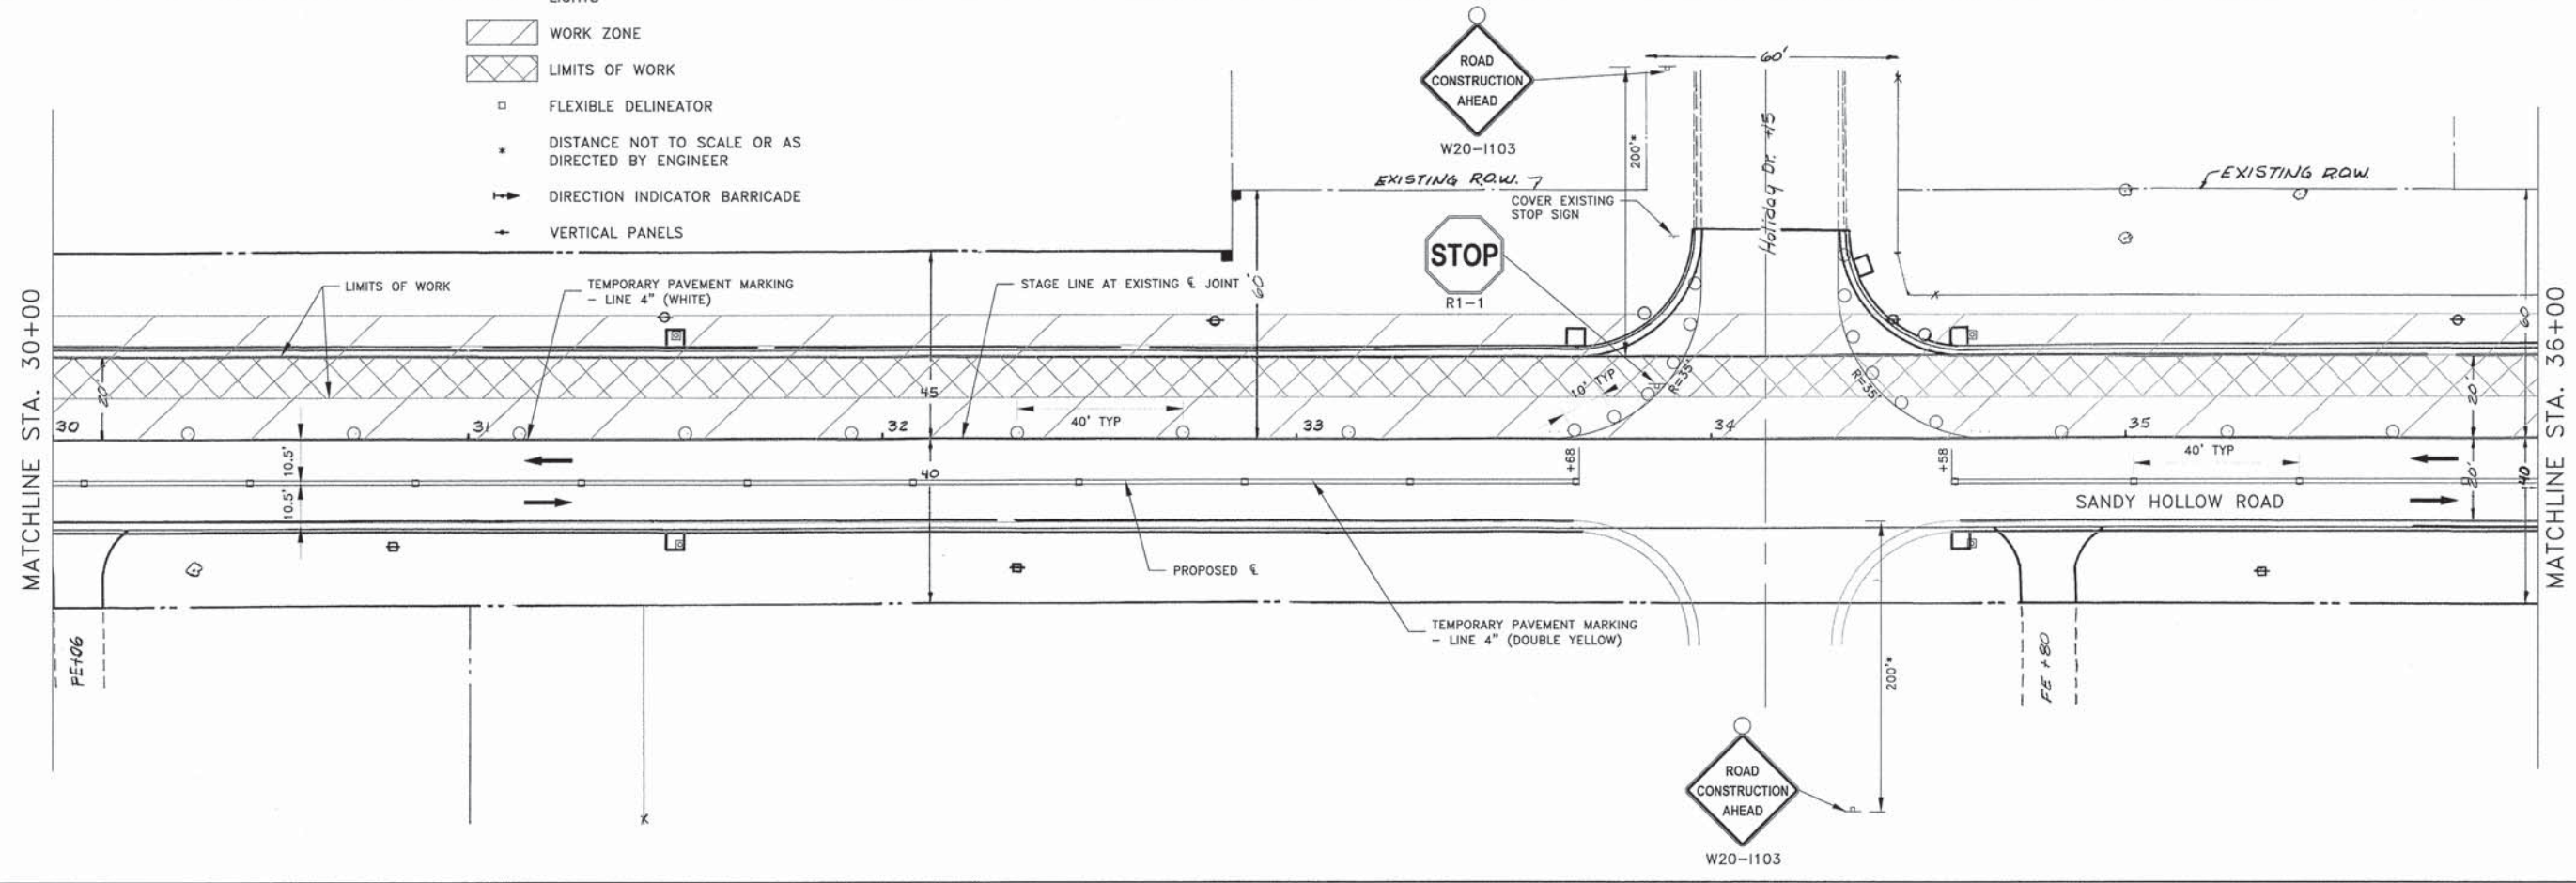 WORK ZONE
LIMITS OF WORK
FLEXIBLE DELINEATOR
* DISTANCE NOT TO SCALE OR AS
DIRECTED BY ENGINEER
DIRECTION INDICATOR BARRICADE
VERTICAL PANELS
ROAD
CONSTRUCTION
AHEAD
W20-I103
60'
200'*
Holiday Dr. +15
EXISTING R.O.W.
COVER EXISTING
STOP SIGN
EXISTING R.O.W.
STOP
R1-1
MATCHLINE STA. 30+00
LIMITS OF WORK
TEMPORARY PAVEMENT MARKING
- LINE 4" (WHITE)
STAGE LINE AT EXISTING ℄ JOINT
60'
60
MATCHLINE STA. 36+00
20'
45
10' TYP
R=35'
R=35'
20'
30
31
32
40' TYP
33
34
35
10.5'
10.5'
40
+68
+58
40' TYP
20'
40
SANDY HOLLOW ROAD
PROPOSED ℄
TEMPORARY PAVEMENT MARKING
- LINE 4" (DOUBLE YELLOW)
PE+06
200'*
FE +80
ROAD
CONSTRUCTION
AHEAD
W20-I103